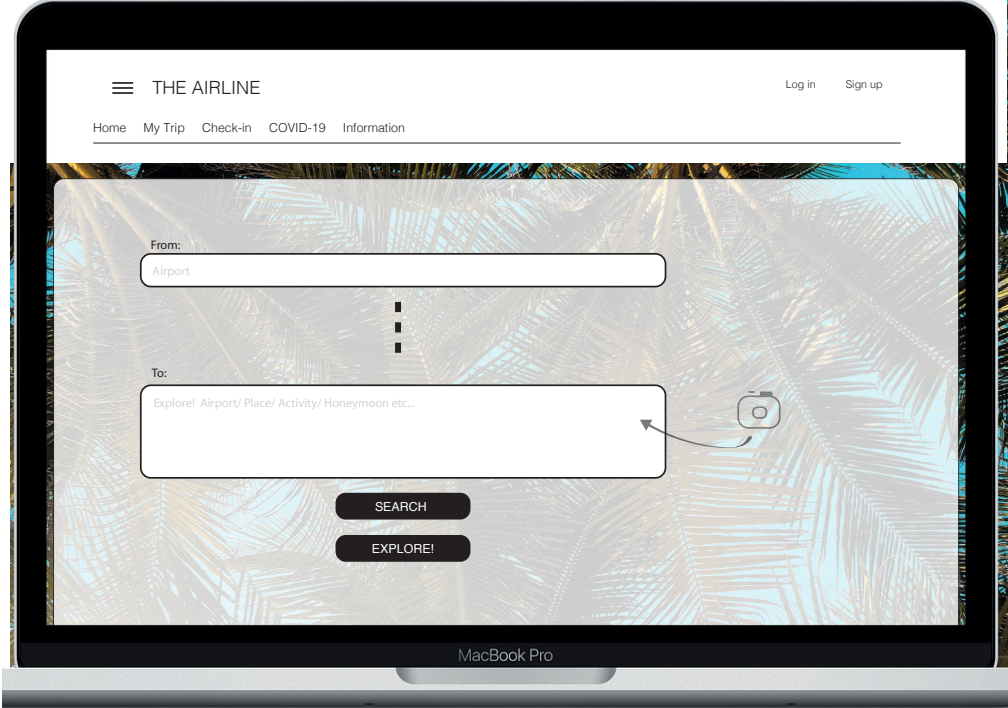 THE AIRLINE
Log in Sign up
Home My Trip Check-in COVID-19 Information
From:
Airport
To:
Explore! Airport/ Place/ Activity/ Honeymoon etc...
SEARCH
EXPLORE!
MacBook Pro